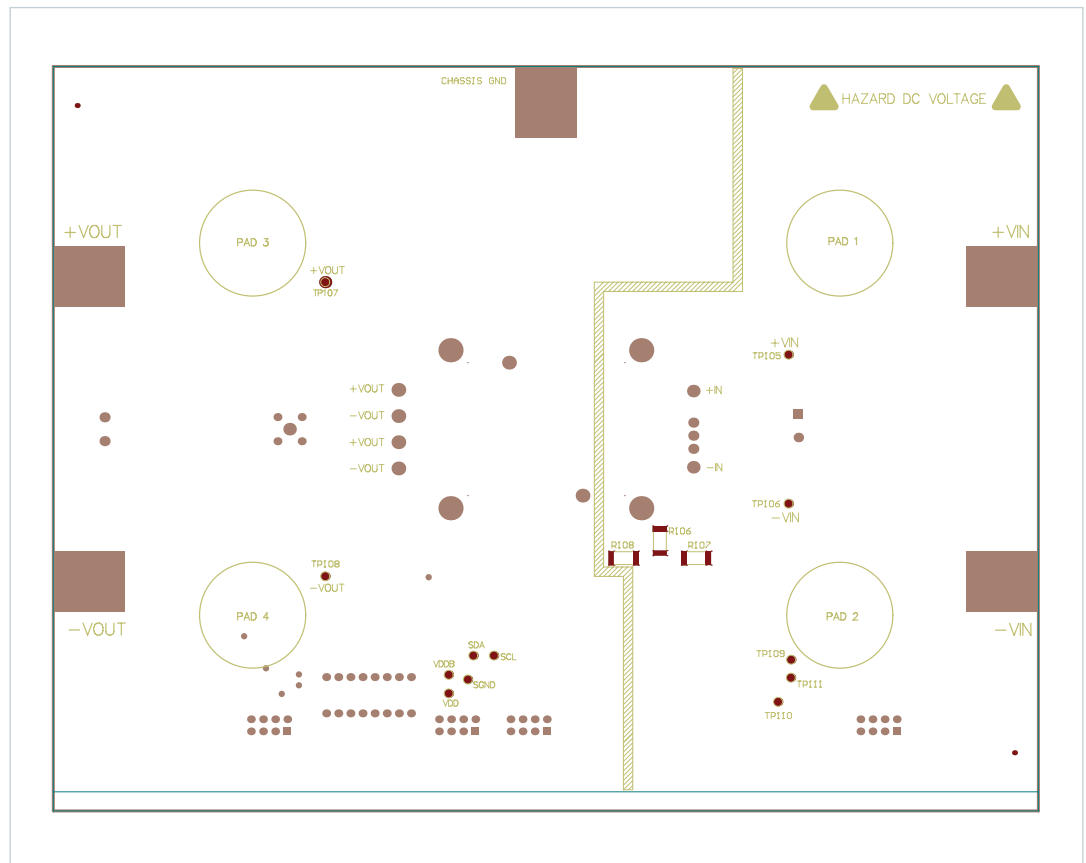 CHASSIS GND
HAZARD DC VOLTAGE
+VOUT
PAD 3
PAD 1
+VIN
+VOUT
TP107
+VIN
TP105
+VOUT
+IN
-VOUT
+VOUT
-VOUT
-IN
TP106
-VIN
R106
R108
R107
TP108
-VOUT
PAD 4
PAD 2
-VOUT
-VIN
SDA
SCL
VDDB
SGND
VDD
TP109
TP111
TP110